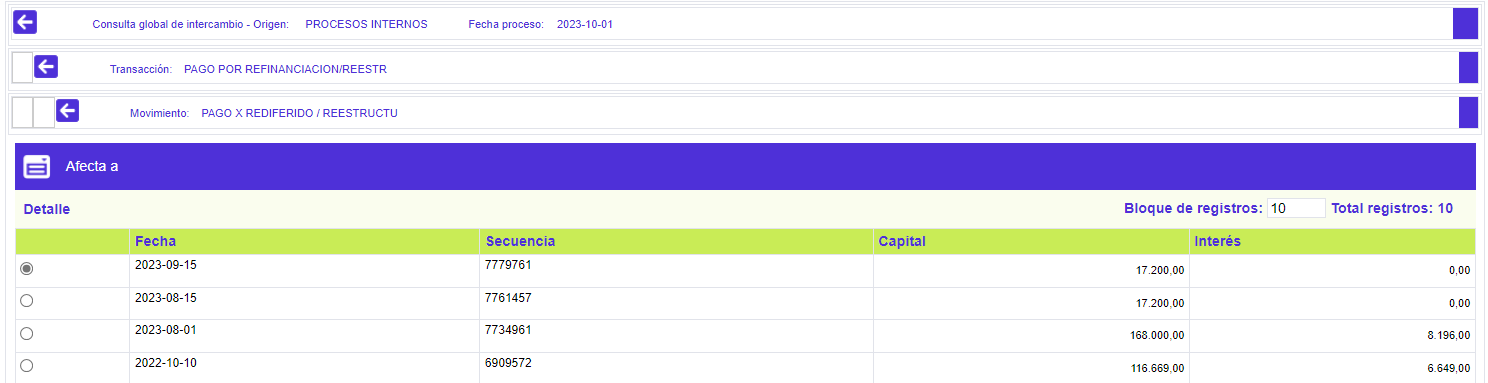 Consulta global de intercambio - Origen: PROCESOS INTERNOS Fecha proceso: 2023-10-01
Transacción: PAGO POR REFINANCIACION/REESTR
Movimiento: PAGO X REDIFERIDO / REESTRUCTU
Afecta a
Detalle Bloque de registros: 10 Total registros: 10
Fecha Secuencia Capital Interés
2023-09-15 7779761 17.200,00 0,00
2023-08-15 7761457 17.200,00 0,00
2023-08-01 7734961 168.000,00 8.196,00
2022-10-10 6909572 116.669,00 6.649,00